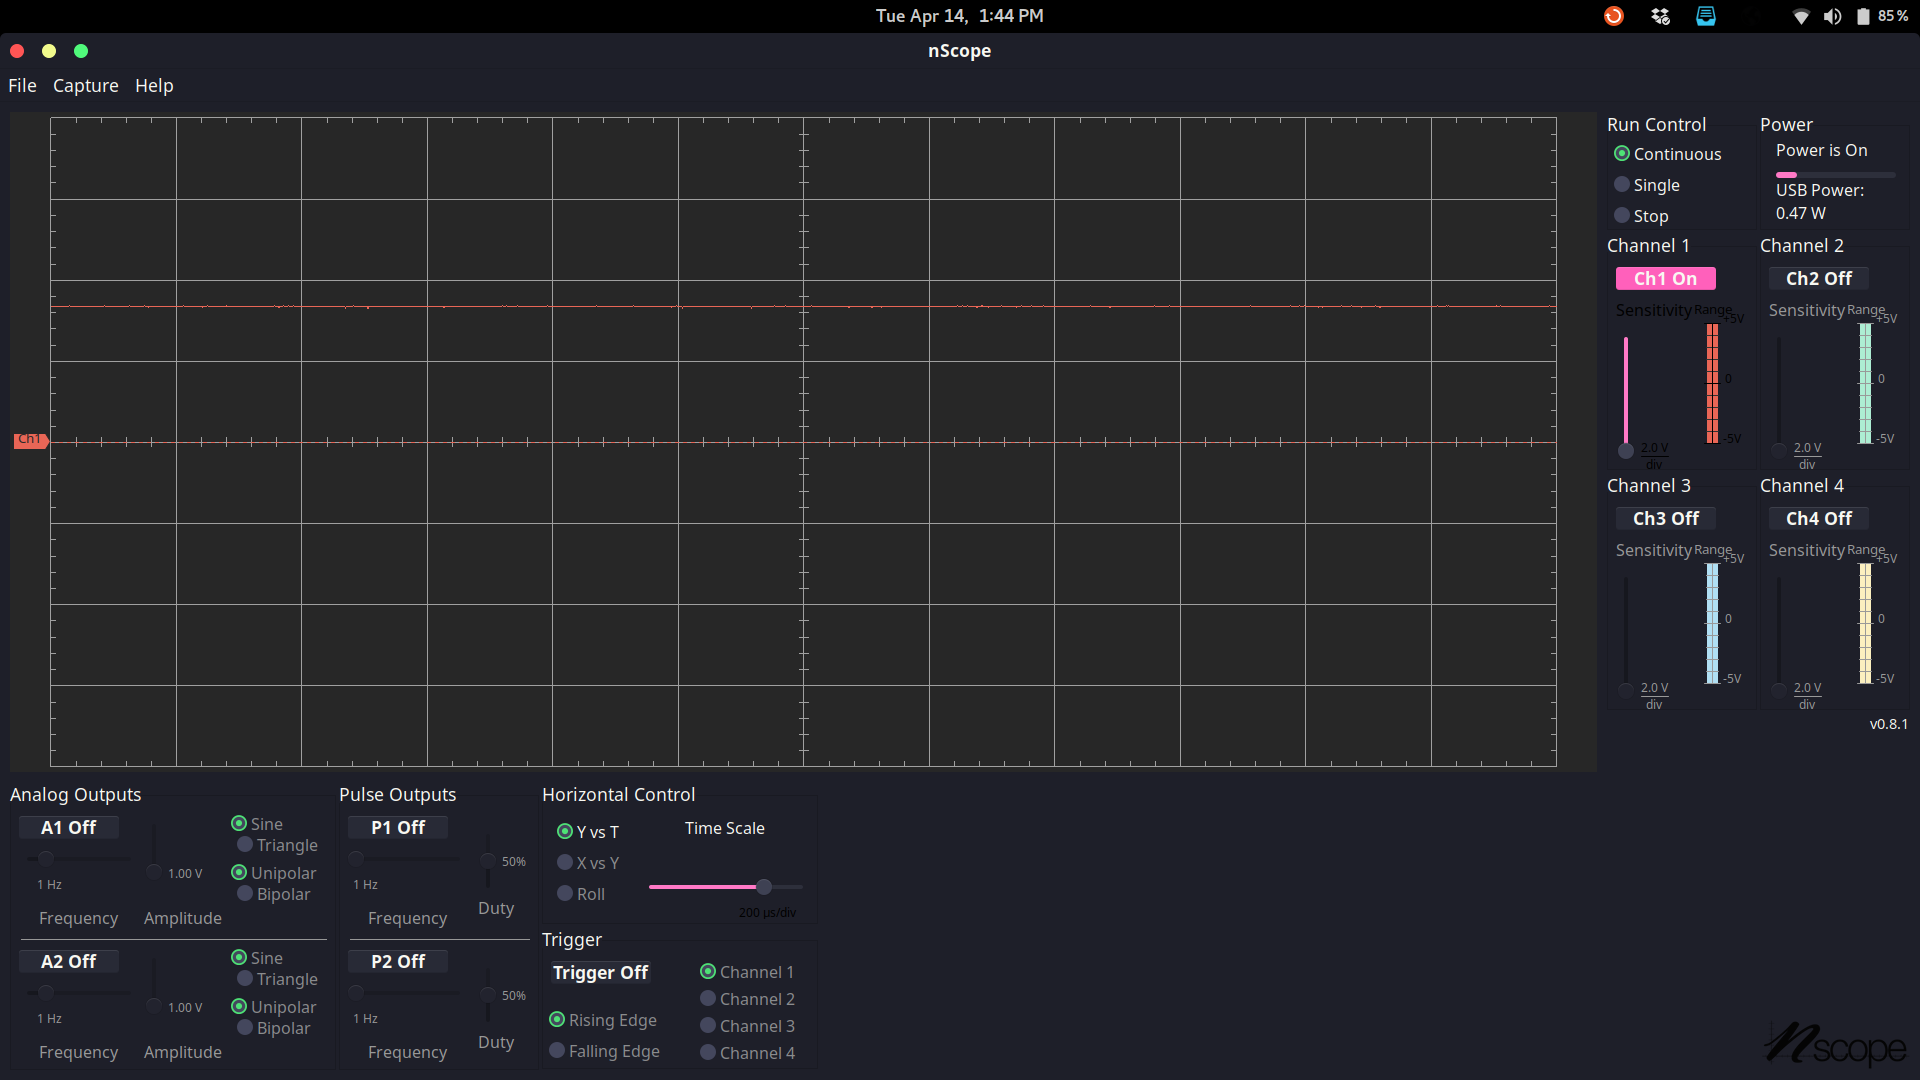 Tue Apr 14, 1:44 PM
85 %
nScope
File Capture Help
Run Control
Continuous
Single
Stop
Power
Power is On
USB Power:
0.47 W
Channel 1
Ch1 On
Sensitivity Range
+5V
0
-5V
2.0 V
div
Channel 2
Ch2 Off
Sensitivity Range
+5V
0
-5V
2.0 V
div
Ch1
Channel 3
Ch3 Off
Sensitivity Range
+5V
0
-5V
2.0 V
div
Channel 4
Ch4 Off
Sensitivity Range
+5V
0
-5V
2.0 V
div
v0.8.1
Analog Outputs
A1 Off
1 Hz
Frequency
1.00 V
Amplitude
Sine
Triangle
Unipolar
Bipolar
A2 Off
1 Hz
Frequency
1.00 V
Amplitude
Sine
Triangle
Unipolar
Bipolar
Pulse Outputs
P1 Off
1 Hz
Frequency
50%
Duty
P2 Off
1 Hz
Frequency
50%
Duty
Horizontal Control
Y vs T
X vs Y
Roll
Time Scale
200 µs/div
Trigger
Trigger Off
Rising Edge
Falling Edge
Channel 1
Channel 2
Channel 3
Channel 4
nscope